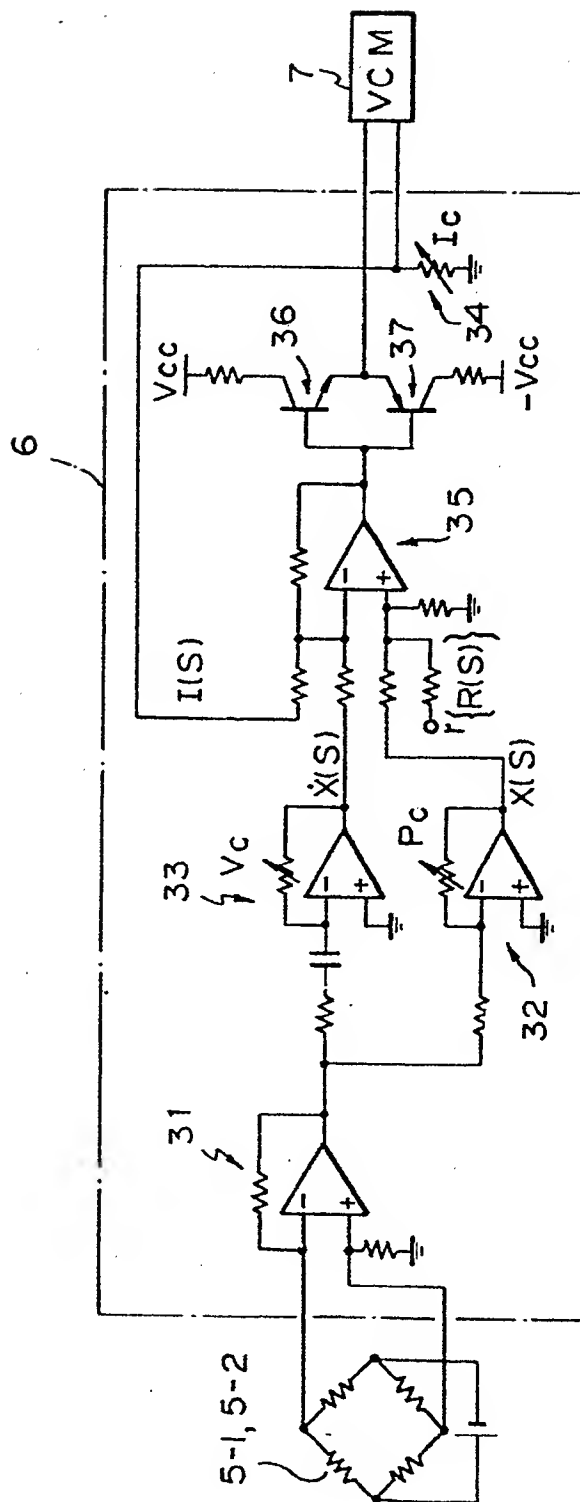 6
7
VCM
Vcc
36
37
-Vcc
Ic
34
I(S)
35
Ẋ(S)
r{R(S)}
33
Vc
Pc
X(S)
32
31
5-1, 5-2